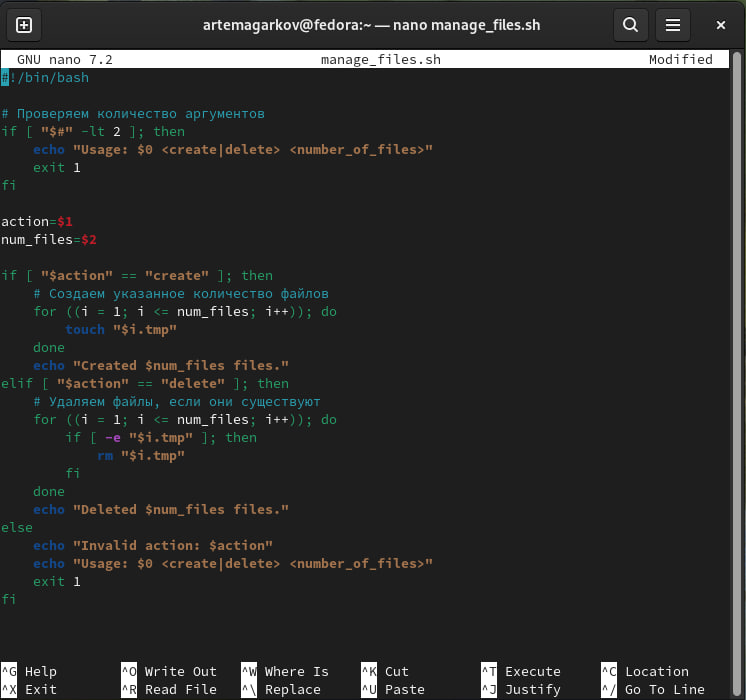 artemagarkov@fedora:~ — nano manage_files.sh
GNU nano 7.2 manage_files.sh Modified
#!/bin/bash
# Проверяем количество аргументов
if [ "$#" -lt 2 ]; then
    echo "Usage: $0 <create|delete> <number_of_files>"
    exit 1
fi
action=$1
num_files=$2
if [ "$action" == "create" ]; then
    # Создаем указанное количество файлов
    for ((i = 1; i <= num_files; i++)); do
        touch "$i.tmp"
    done
    echo "Created $num_files files."
elif [ "$action" == "delete" ]; then
    # Удаляем файлы, если они существуют
    for ((i = 1; i <= num_files; i++)); do
        if [ -e "$i.tmp" ]; then
            rm "$i.tmp"
        fi
    done
    echo "Deleted $num_files files."
else
    echo "Invalid action: $action"
    echo "Usage: $0 <create|delete> <number_of_files>"
    exit 1
fi
^G Help ^O Write Out ^W Where Is ^K Cut ^T Execute ^C Location
^X Exit ^R Read File ^\ Replace ^U Paste ^J Justify ^/ Go To Line